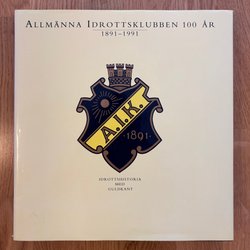 ALLMÄNNA IDROTTSKLUBBEN 100 ÅR
1891–1991
A.I.K.
1891
IDROTTSHISTORIA
MED
GULDKANT